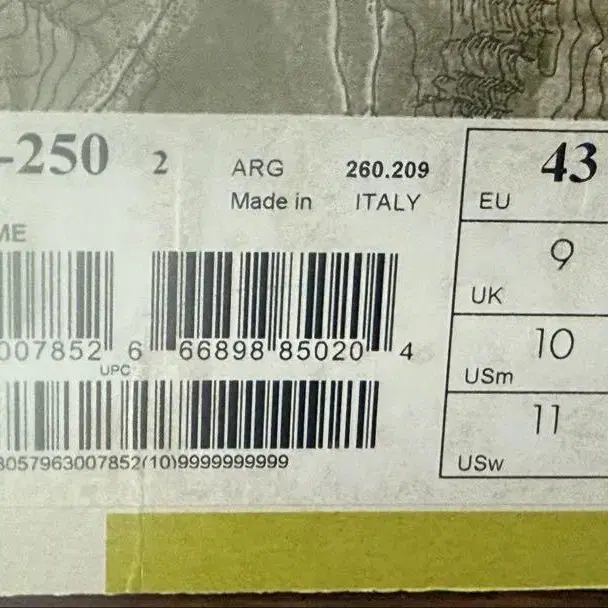 -250 2 ARG 260.209
Made in ITALY
ME
43
EU
9
UK
10
USm
11
USw
007852 6 66898 85020 4
UPC
8057963007852(10)9999999999